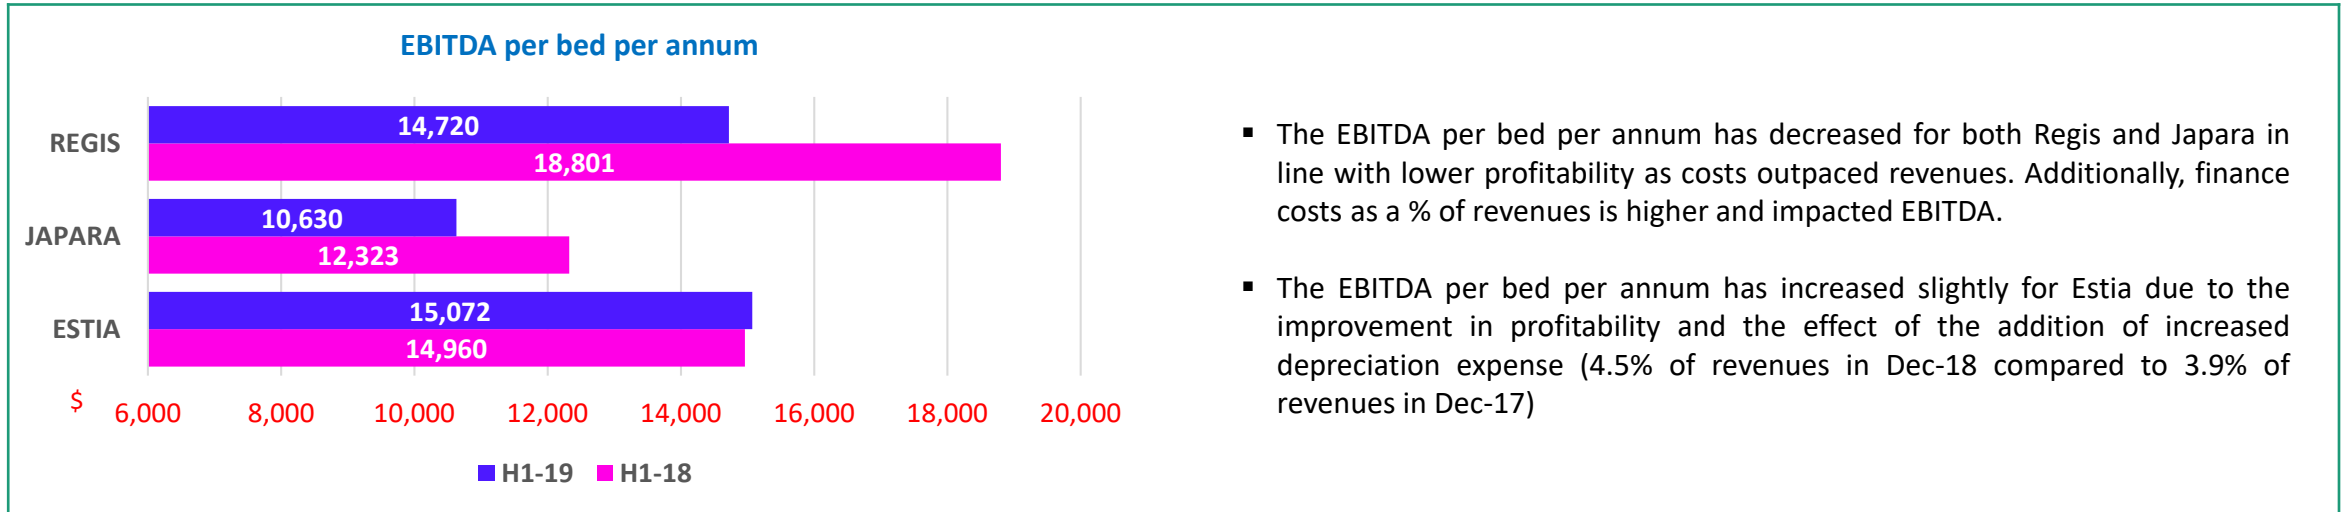 EBITDA per bed per annum
REGIS
14,720
18,801
JAPARA
10,630
12,323
ESTIA
15,072
14,960
$
6,000 8,000 10,000 12,000 14,000 16,000 18,000 20,000
H1-19 H1-18
▪ The EBITDA per bed per annum has decreased for both Regis and Japara in
line with lower profitability as costs outpaced revenues. Additionally, finance
costs as a % of revenues is higher and impacted EBITDA.
▪ The EBITDA per bed per annum has increased slightly for Estia due to the
improvement in profitability and the effect of the addition of increased
depreciation expense (4.5% of revenues in Dec-18 compared to 3.9% of
revenues in Dec-17)